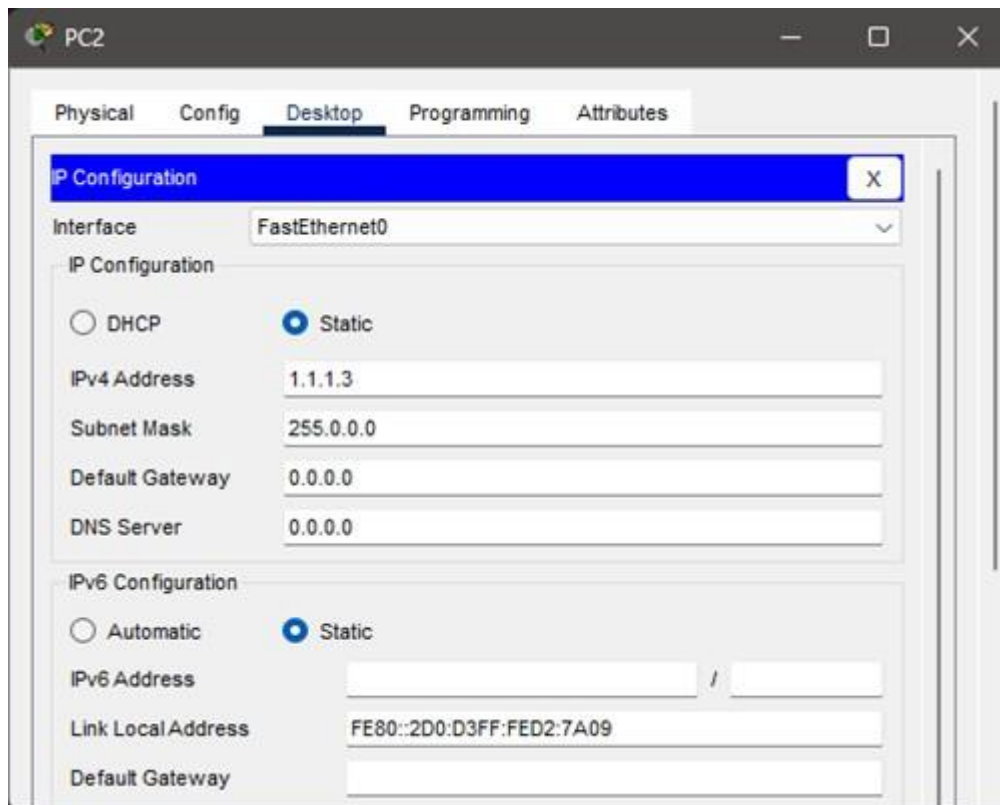 PC2
Physical Config Desktop Programming Attributes
IP Configuration X
Interface FastEthernet0
IP Configuration
DHCP Static
IPv4 Address 1.1.1.3
Subnet Mask 255.0.0.0
Default Gateway 0.0.0.0
DNS Server 0.0.0.0
IPv6 Configuration
Automatic Static
IPv6 Address /
Link Local Address FE80::2D0:D3FF:FED2:7A09
Default Gateway